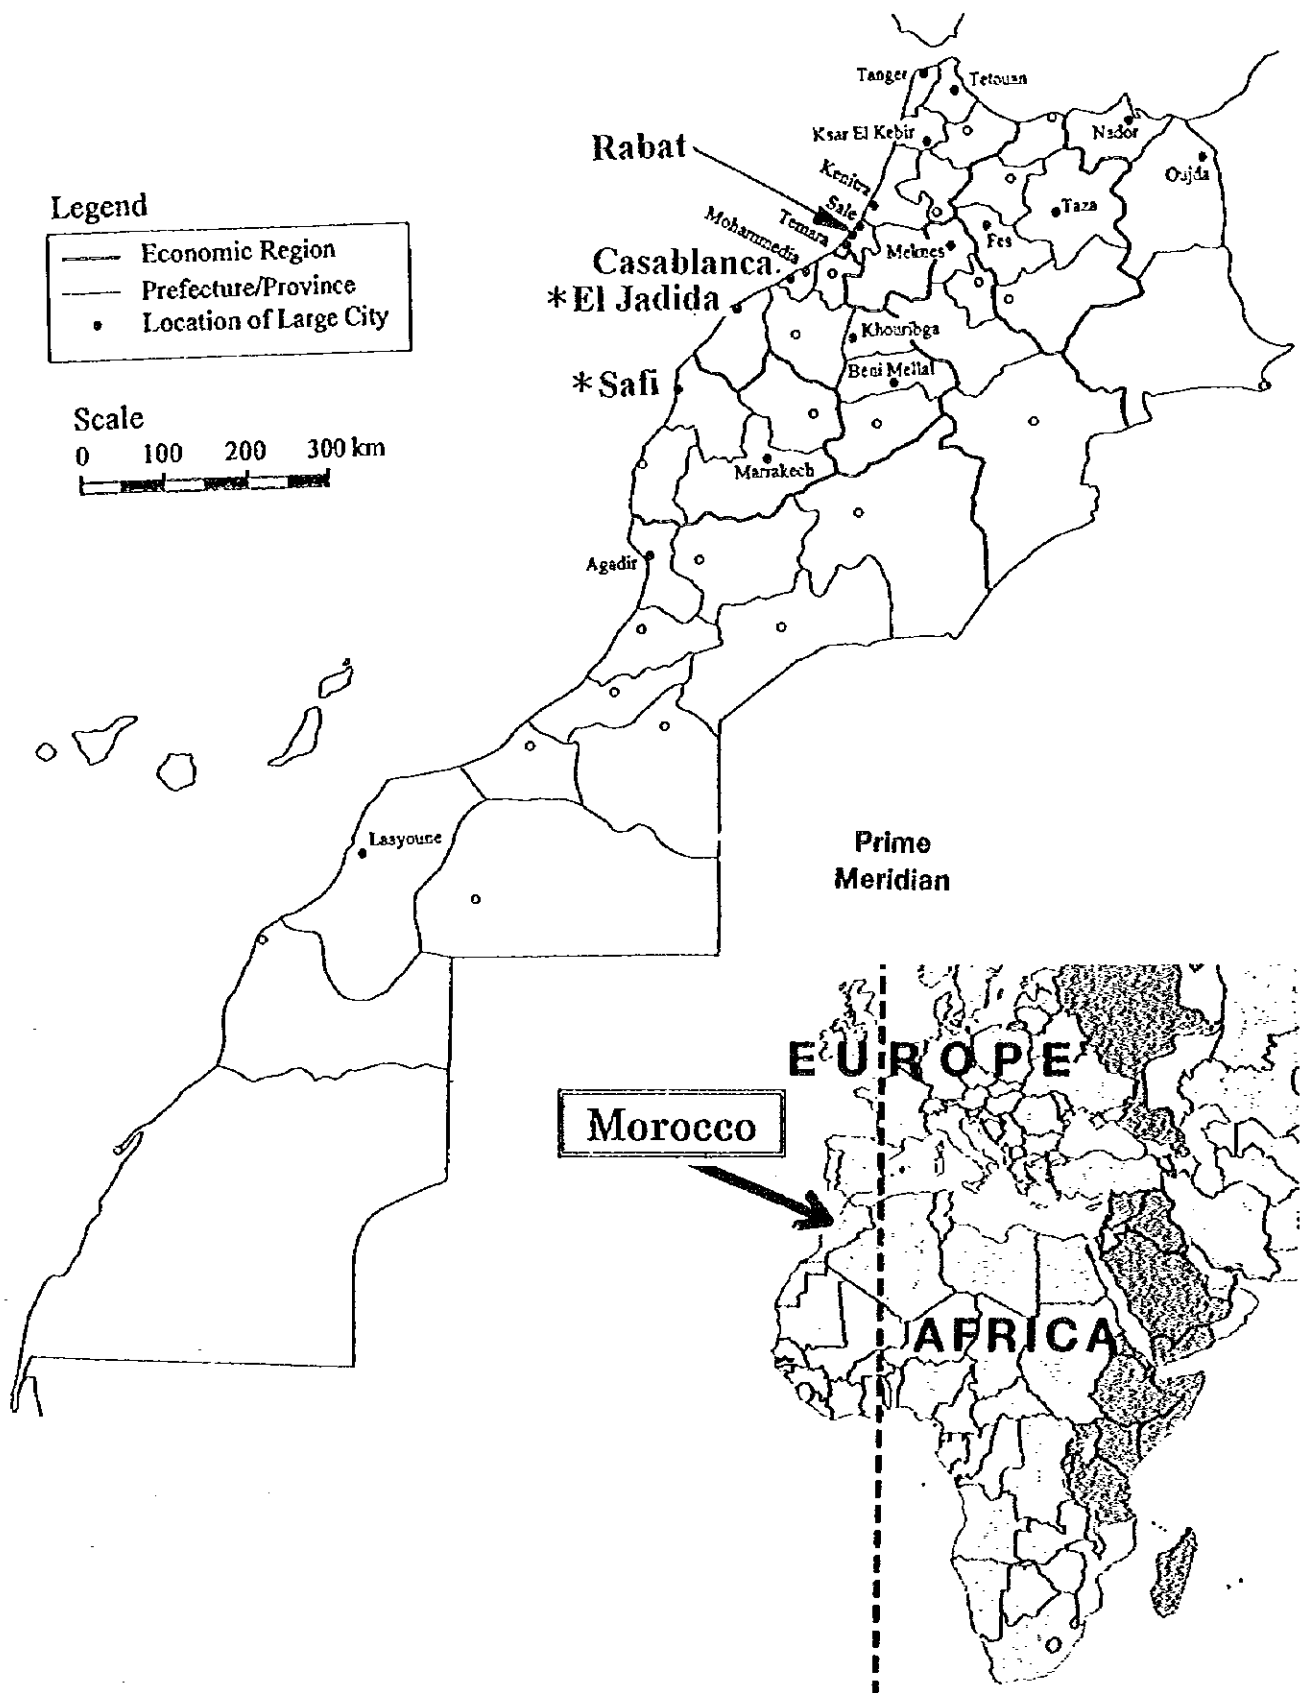 Tanger
Tetouan
Ksar El Kebir
Nador
Rabat
Oujda
Kenitra
Sale
Taza
Legend
Temara
Mohammedia
Fes
Meknes
Economic Region
Casablanca
Prefecture/Province
*El Jadida
Location of Large City
Khouribga
Beni Mellal
*Safi
Scale
0 100 200 300 km
Marrakech
Agadir
Laayoune
Prime
Meridian
EUROPE
Morocco
AFRICA